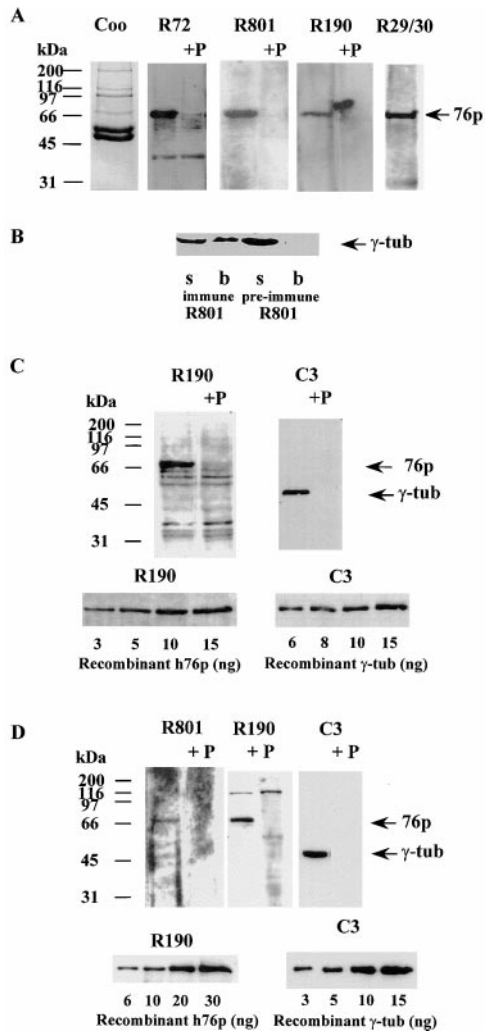 A
Coo R72 R801 R190 R29/30
kDa +P +P +P
200
116
97
66
45
31
76p
B
γ-tub
s b s b
immune pre-immune
R801 R801
C
R190 C3
kDa +P +P
200
116
97
66
45
31
76p
γ-tub
R190 C3
3 5 10 15 6 8 10 15
Recombinant h76p (ng) Recombinant γ-tub (ng)
D
R801 R190 C3
kDa + P + P + P
200
116
97
66
45
31
76p
γ-tub
R190 C3
6 10 20 30 3 5 10 15
Recombinant h76p (ng) Recombinant γ-tub (ng)